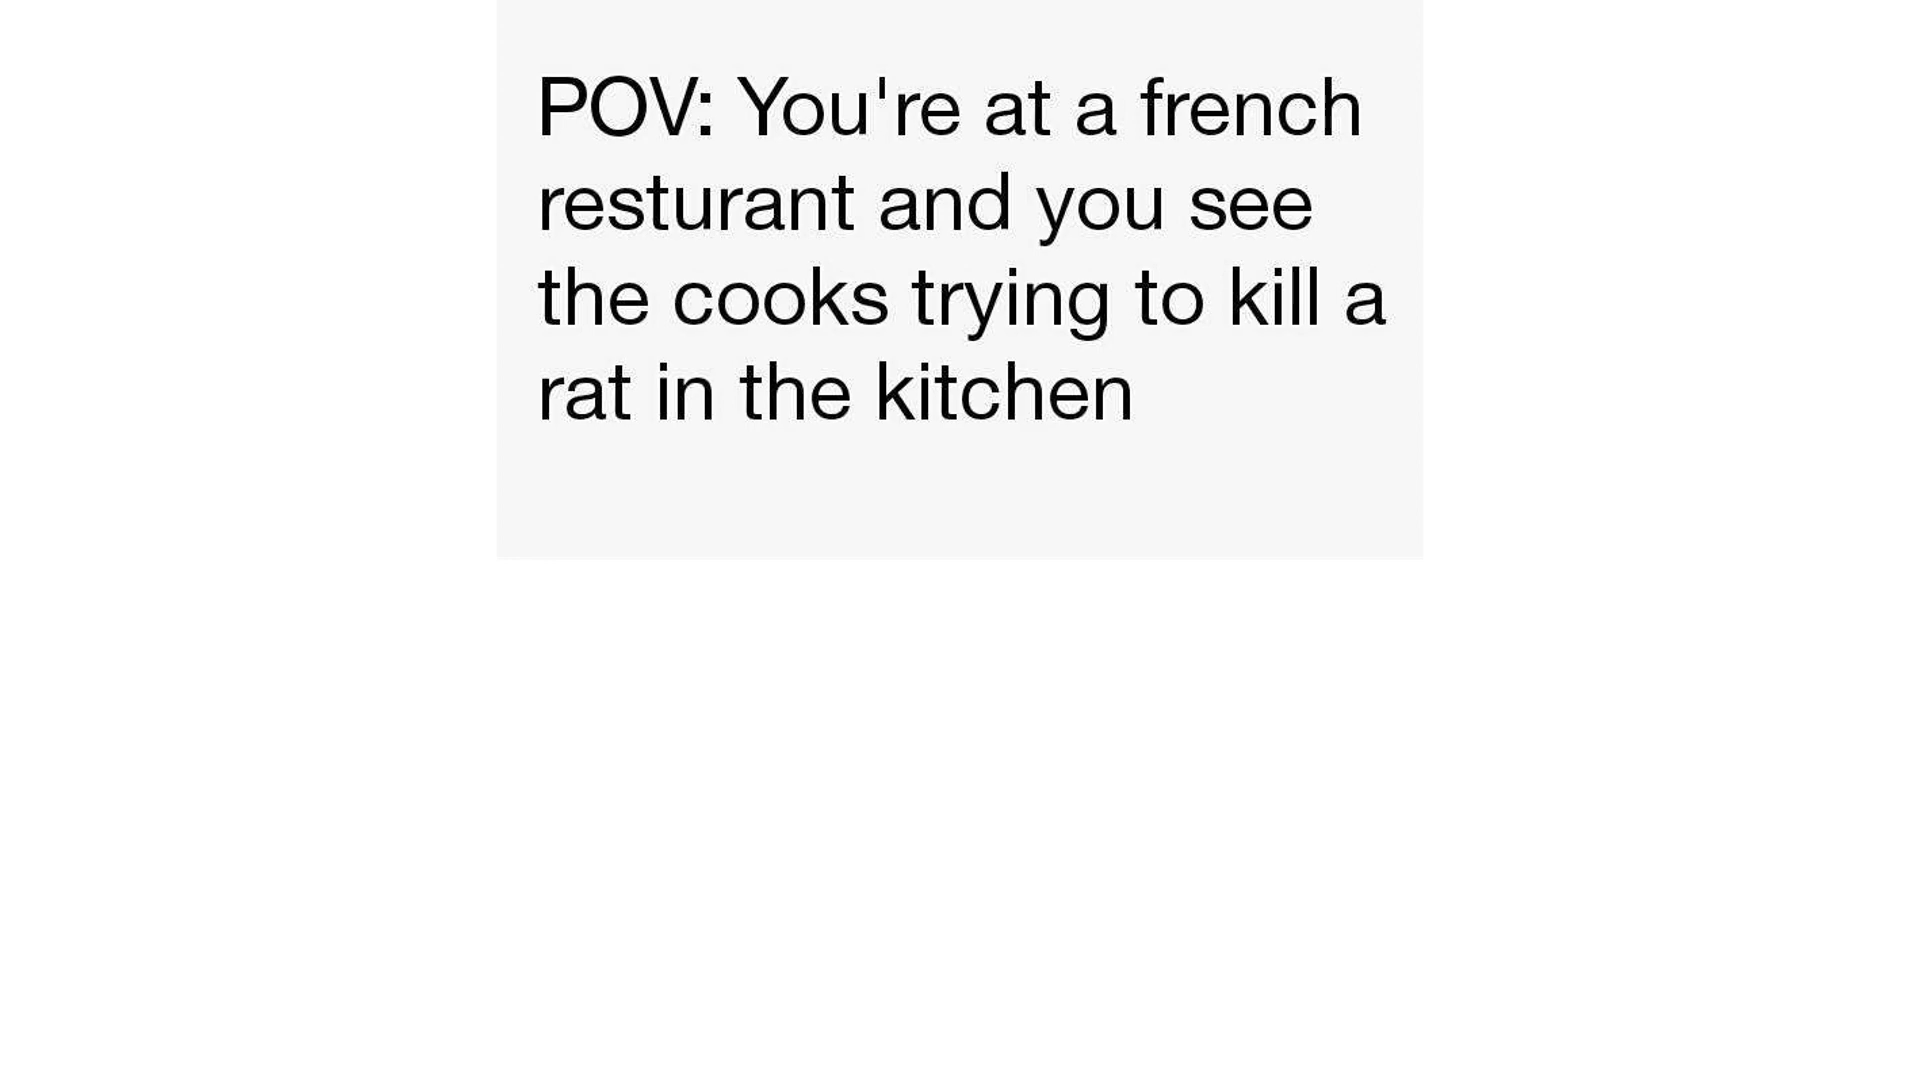 POV: You're at a french
resturant and you see
the cooks trying to kill a
rat in the kitchen